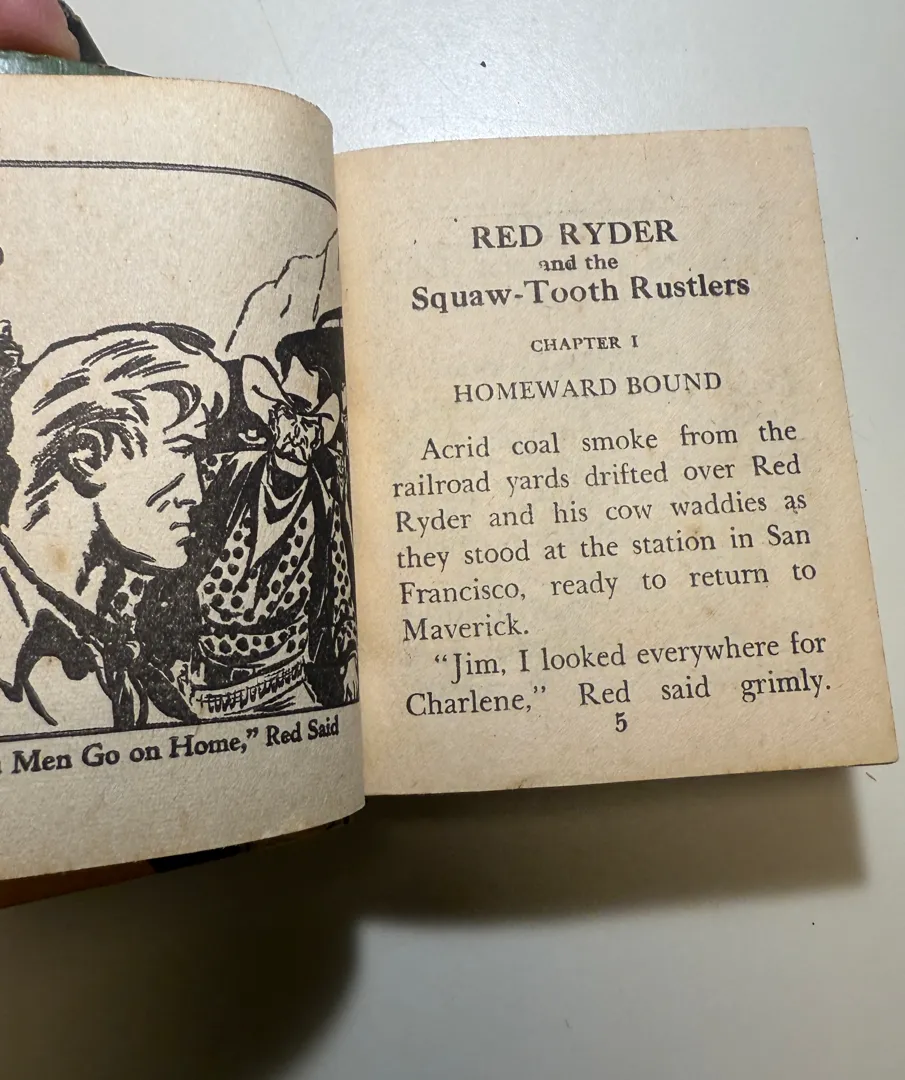 Men Go on Home,” Red Said
RED RYDER
and the
Squaw-Tooth Rustlers
CHAPTER I
HOMEWARD BOUND
Acrid coal smoke from the
railroad yards drifted over Red
Ryder and his cow waddies as
they stood at the station in San
Francisco, ready to return to
Maverick.
“Jim, I looked everywhere for
Charlene,” Red said grimly.
5